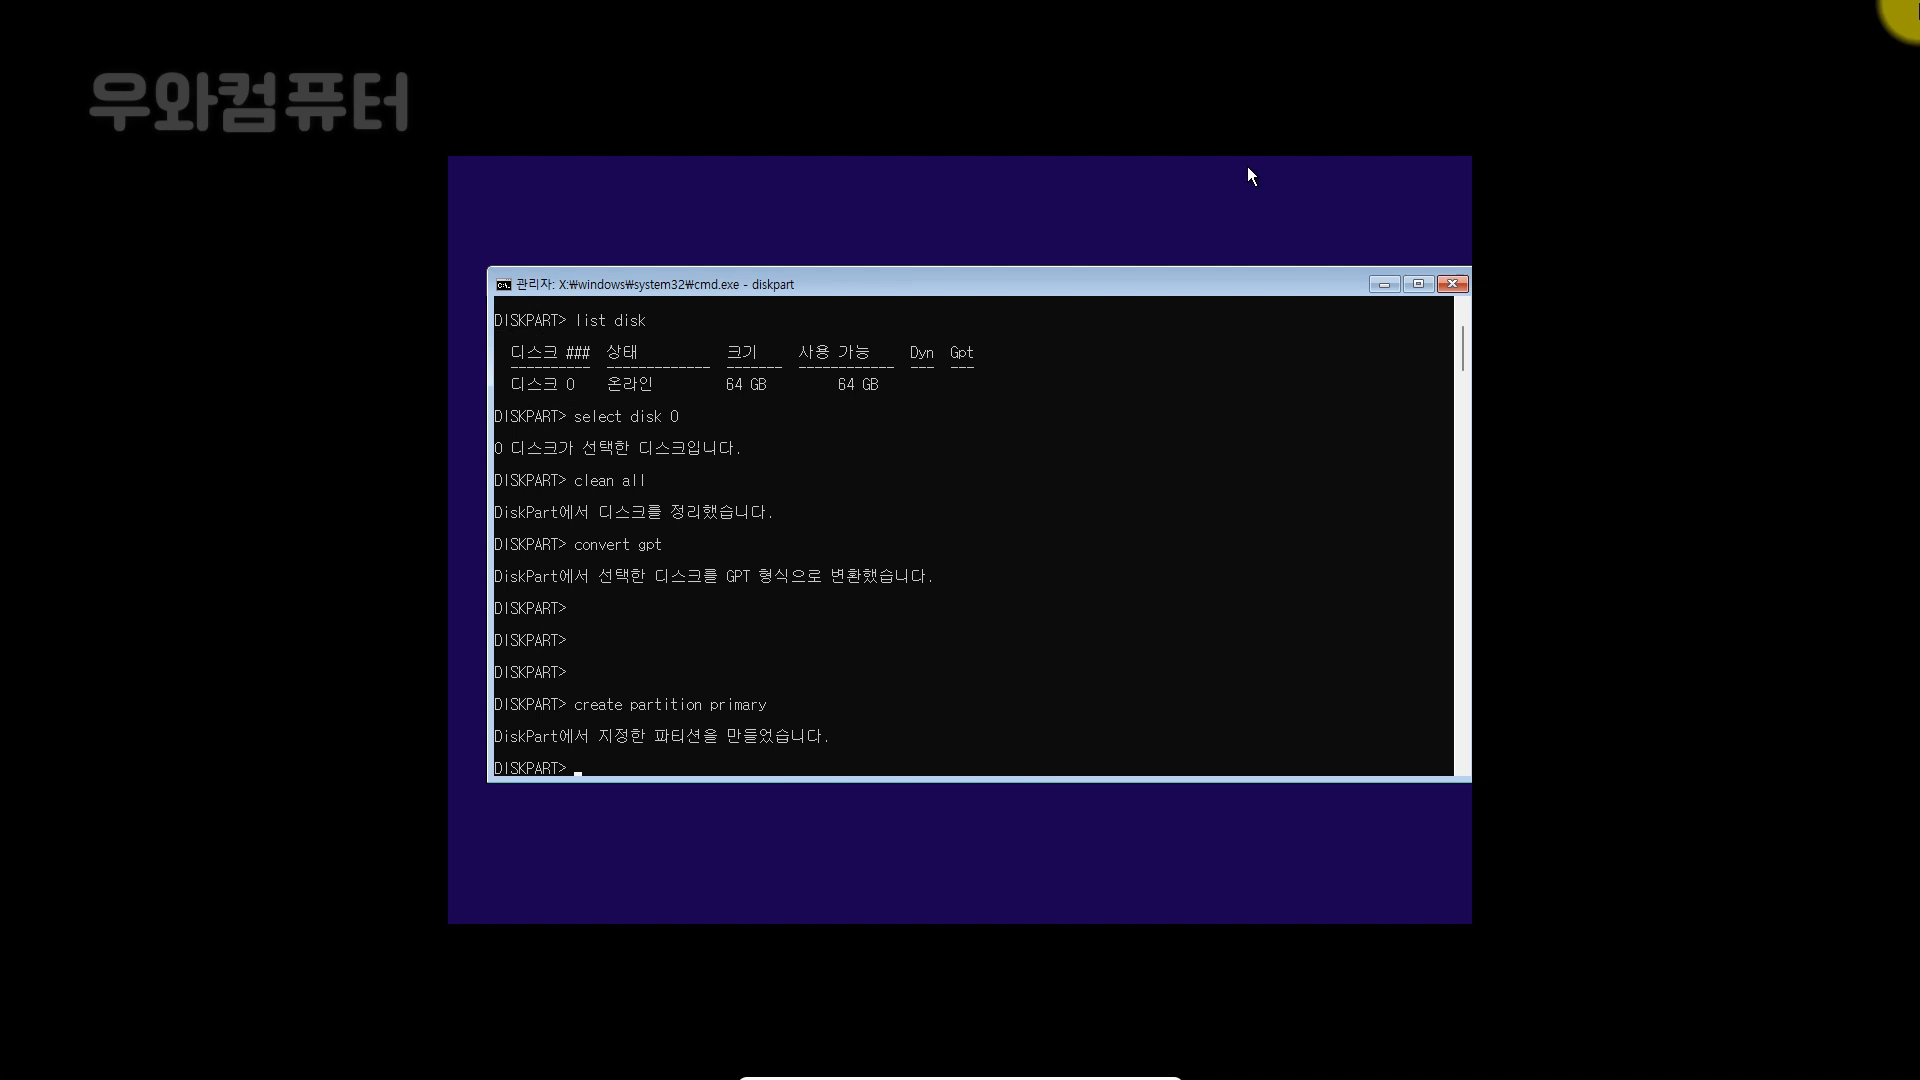 우와컴퓨터
관리자: X:₩windows₩system32₩cmd.exe - diskpart
DISKPART> list disk
디스크 ### 상태 크기 사용 가능 Dyn Gpt
---------- ------------- ------- ------------ --- ---
디스크 0 온라인 64 GB 64 GB
DISKPART> select disk 0
0 디스크가 선택한 디스크입니다.
DISKPART> clean all
DiskPart에서 디스크를 정리했습니다.
DISKPART> convert gpt
DiskPart에서 선택한 디스크를 GPT 형식으로 변환했습니다.
DISKPART>
DISKPART>
DISKPART>
DISKPART> create partition primary
DiskPart에서 지정한 파티션을 만들었습니다.
DISKPART>